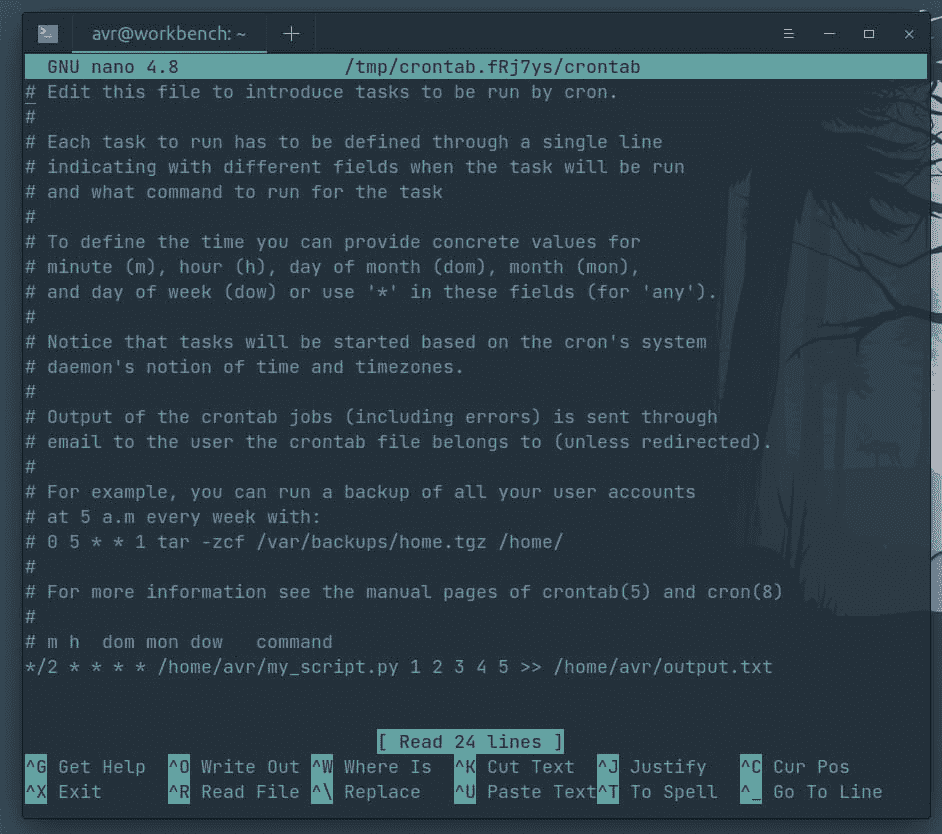 avr@workbench: ~
GNU nano 4.8 /tmp/crontab.fRj7ys/crontab
# Edit this file to introduce tasks to be run by cron.
#
# Each task to run has to be defined through a single line
# indicating with different fields when the task will be run
# and what command to run for the task
#
# To define the time you can provide concrete values for
# minute (m), hour (h), day of month (dom), month (mon),
# and day of week (dow) or use '*' in these fields (for 'any').
#
# Notice that tasks will be started based on the cron's system
# daemon's notion of time and timezones.
#
# Output of the crontab jobs (including errors) is sent through
# email to the user the crontab file belongs to (unless redirected).
#
# For example, you can run a backup of all your user accounts
# at 5 a.m every week with:
# 0 5 * * 1 tar -zcf /var/backups/home.tgz /home/
#
# For more information see the manual pages of crontab(5) and cron(8)
#
# m h  dom mon dow   command
*/2 * * * * /home/avr/my_script.py 1 2 3 4 5 >> /home/avr/output.txt
[ Read 24 lines ]
^G Get Help ^O Write Out ^W Where Is ^K Cut Text ^J Justify ^C Cur Pos
^X Exit ^R Read File ^\ Replace ^U Paste Text ^T To Spell ^_ Go To Line